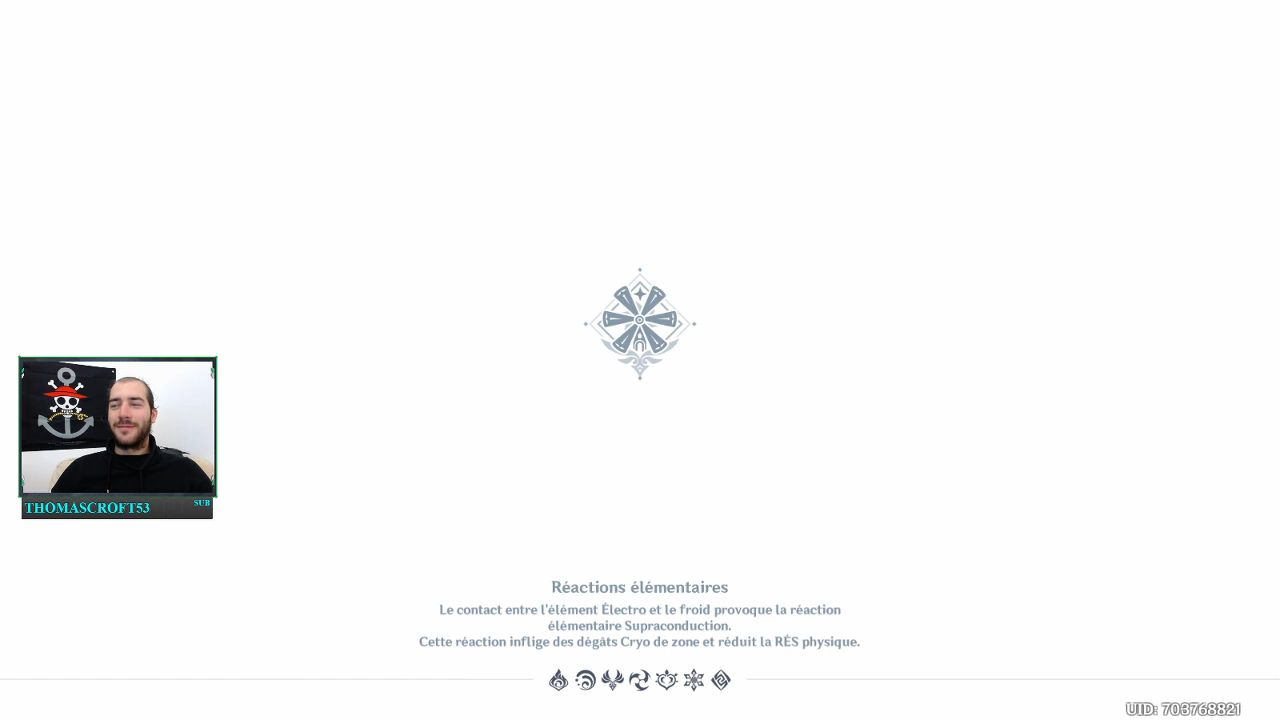 THOMASCROFT53
SUB
Réactions élémentaires
Le contact entre l'élément Électro et le froid provoque la réaction
élémentaire Supraconduction.
Cette réaction inflige des dégâts Cryo de zone et réduit la RÉS physique.
UID: 703768821